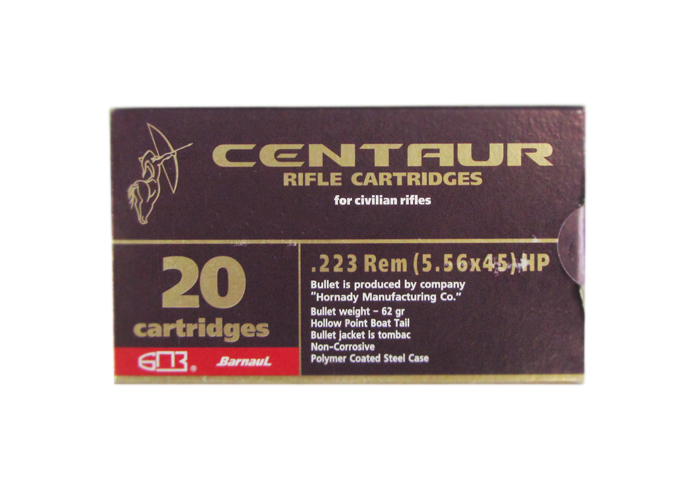 CENTAUR
RIFLE CARTRIDGES
for civilian rifles
20
cartridges
.223 Rem (5.56x45) HP
Bullet is produced by company
"Hornady Manufacturing Co."
Bullet weight – 62 gr
Hollow Point Boat Tail
Bullet jacket is tombac
Non-Corrosive
Polymer Coated Steel Case
® BarnauL